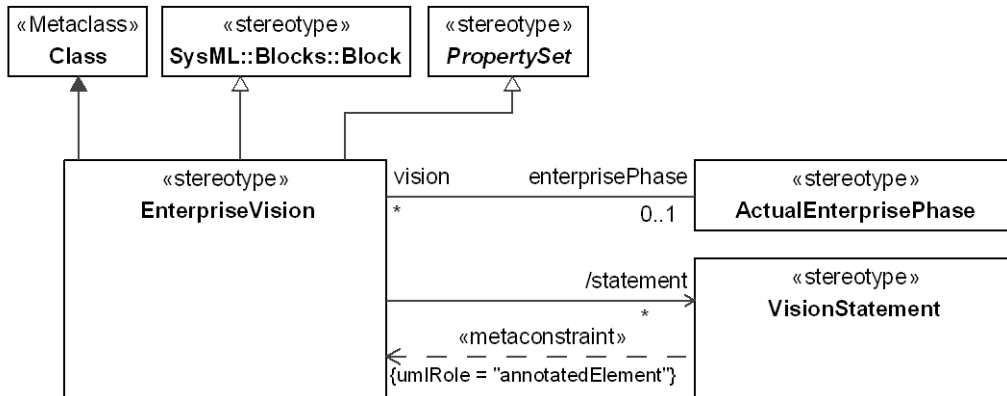 «Metaclass»
Class
«stereotype»
SysML::Blocks::Block
«stereotype»
PropertySet
«stereotype»
EnterpriseVision
vision
enterprisePhase
*
0..1
«stereotype»
ActualEnterprisePhase
/statement
*
«stereotype»
VisionStatement
«metaconstraint»
{umlRole = "annotatedElement"}